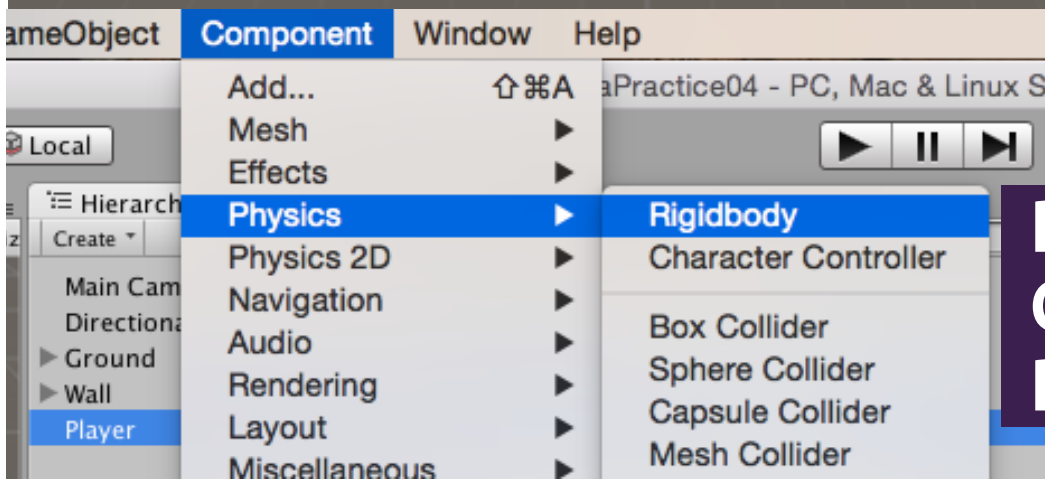 ameObject Component Window Help
Add... ⇧⌘A
aPractice04 - PC, Mac & Linux S
Mesh
Local
Effects
Hierarch
Physics
Rigidbody
Create
Physics 2D
Character Controller
Main Cam
Navigation
Directiona
Box Collider
Audio
Ground
Sphere Collider
Rendering
Wall
Capsule Collider
Player
Layout
Mesh Collider
Miscellaneous